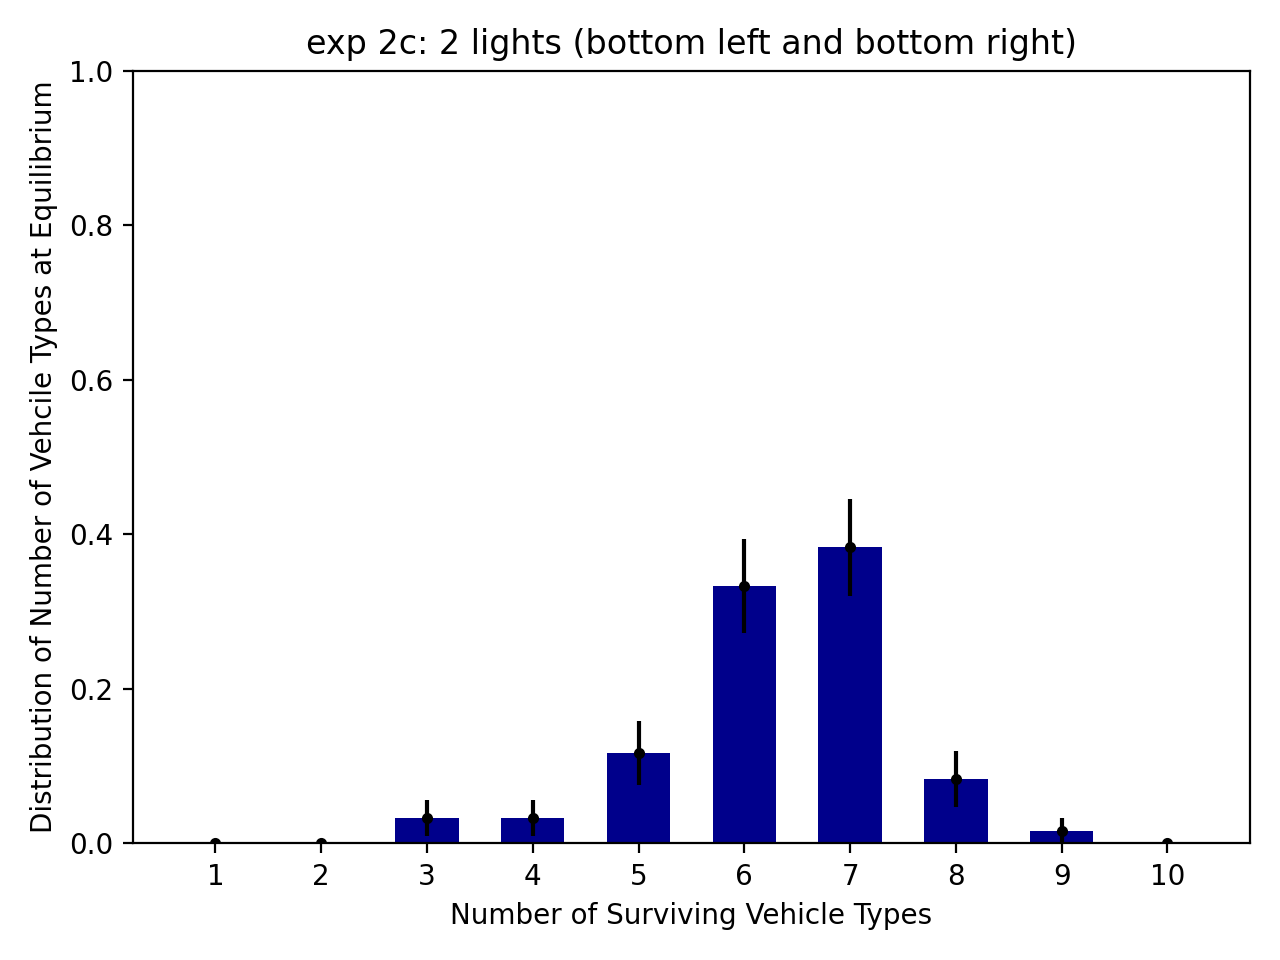 exp 2c: 2 lights (bottom left and bottom right)
Distribution of Number of Vehcile Types at Equilibrium
1.0
0.8
0.6
0.4
0.2
0.0
1 2 3 4 5 6 7 8 9 10
Number of Surviving Vehicle Types